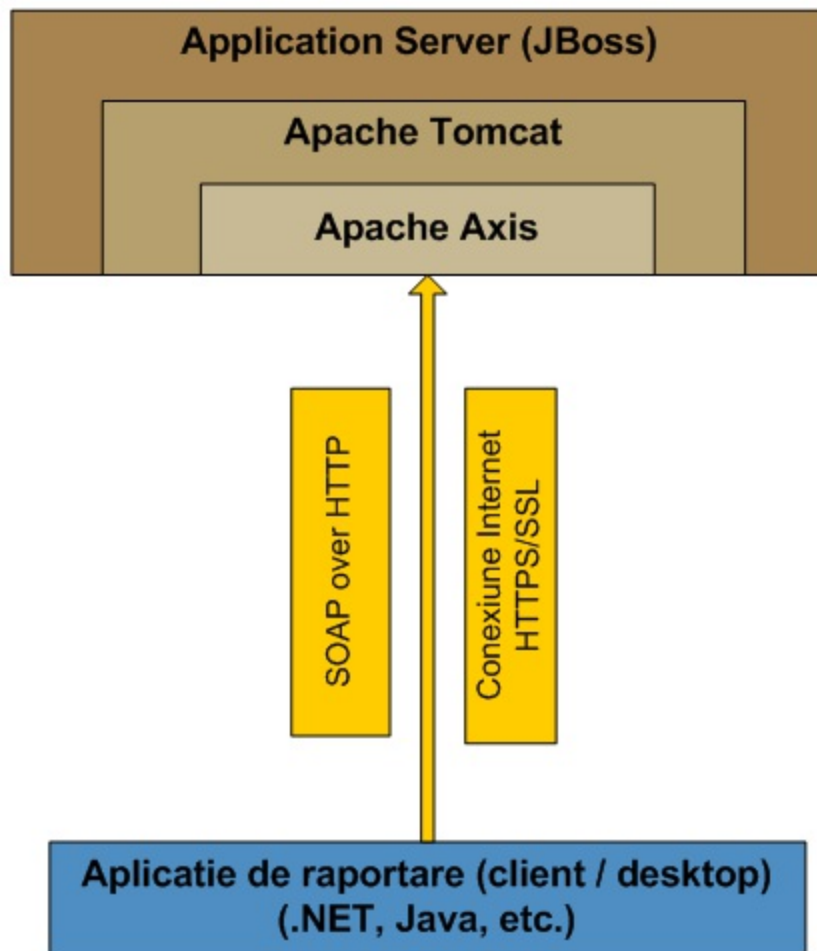 Application Server (JBoss)
Apache Tomcat
Apache Axis
SOAP over HTTP
Conexiune Internet
HTTPS/SSL
Aplicatie de raportare (client / desktop)
(.NET, Java, etc.)